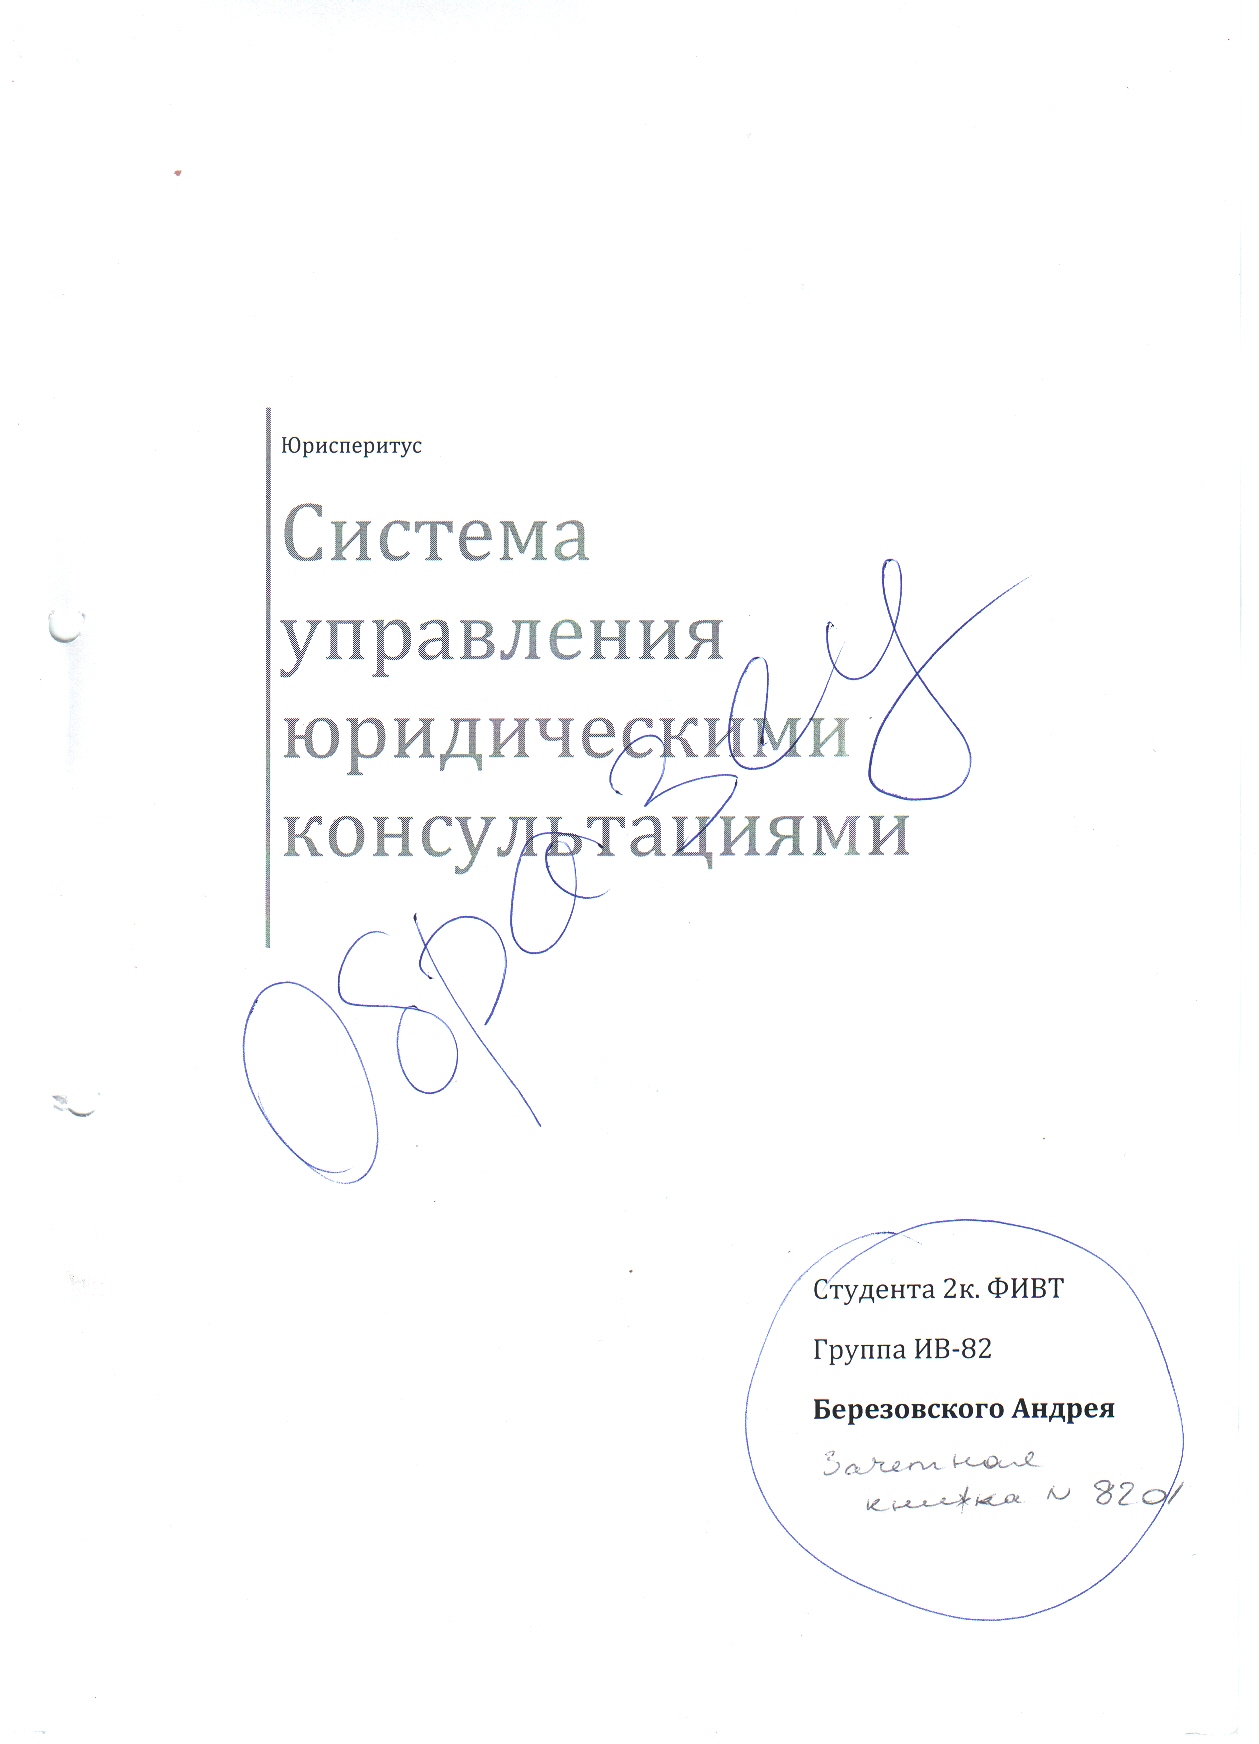 Юрисперитус
Система
управления
юридическими
консультациями
Образец
Студента 2к. ФИВТ
Группа ИВ-82
Березовского Андрея
Зачетная
книжка N 8201